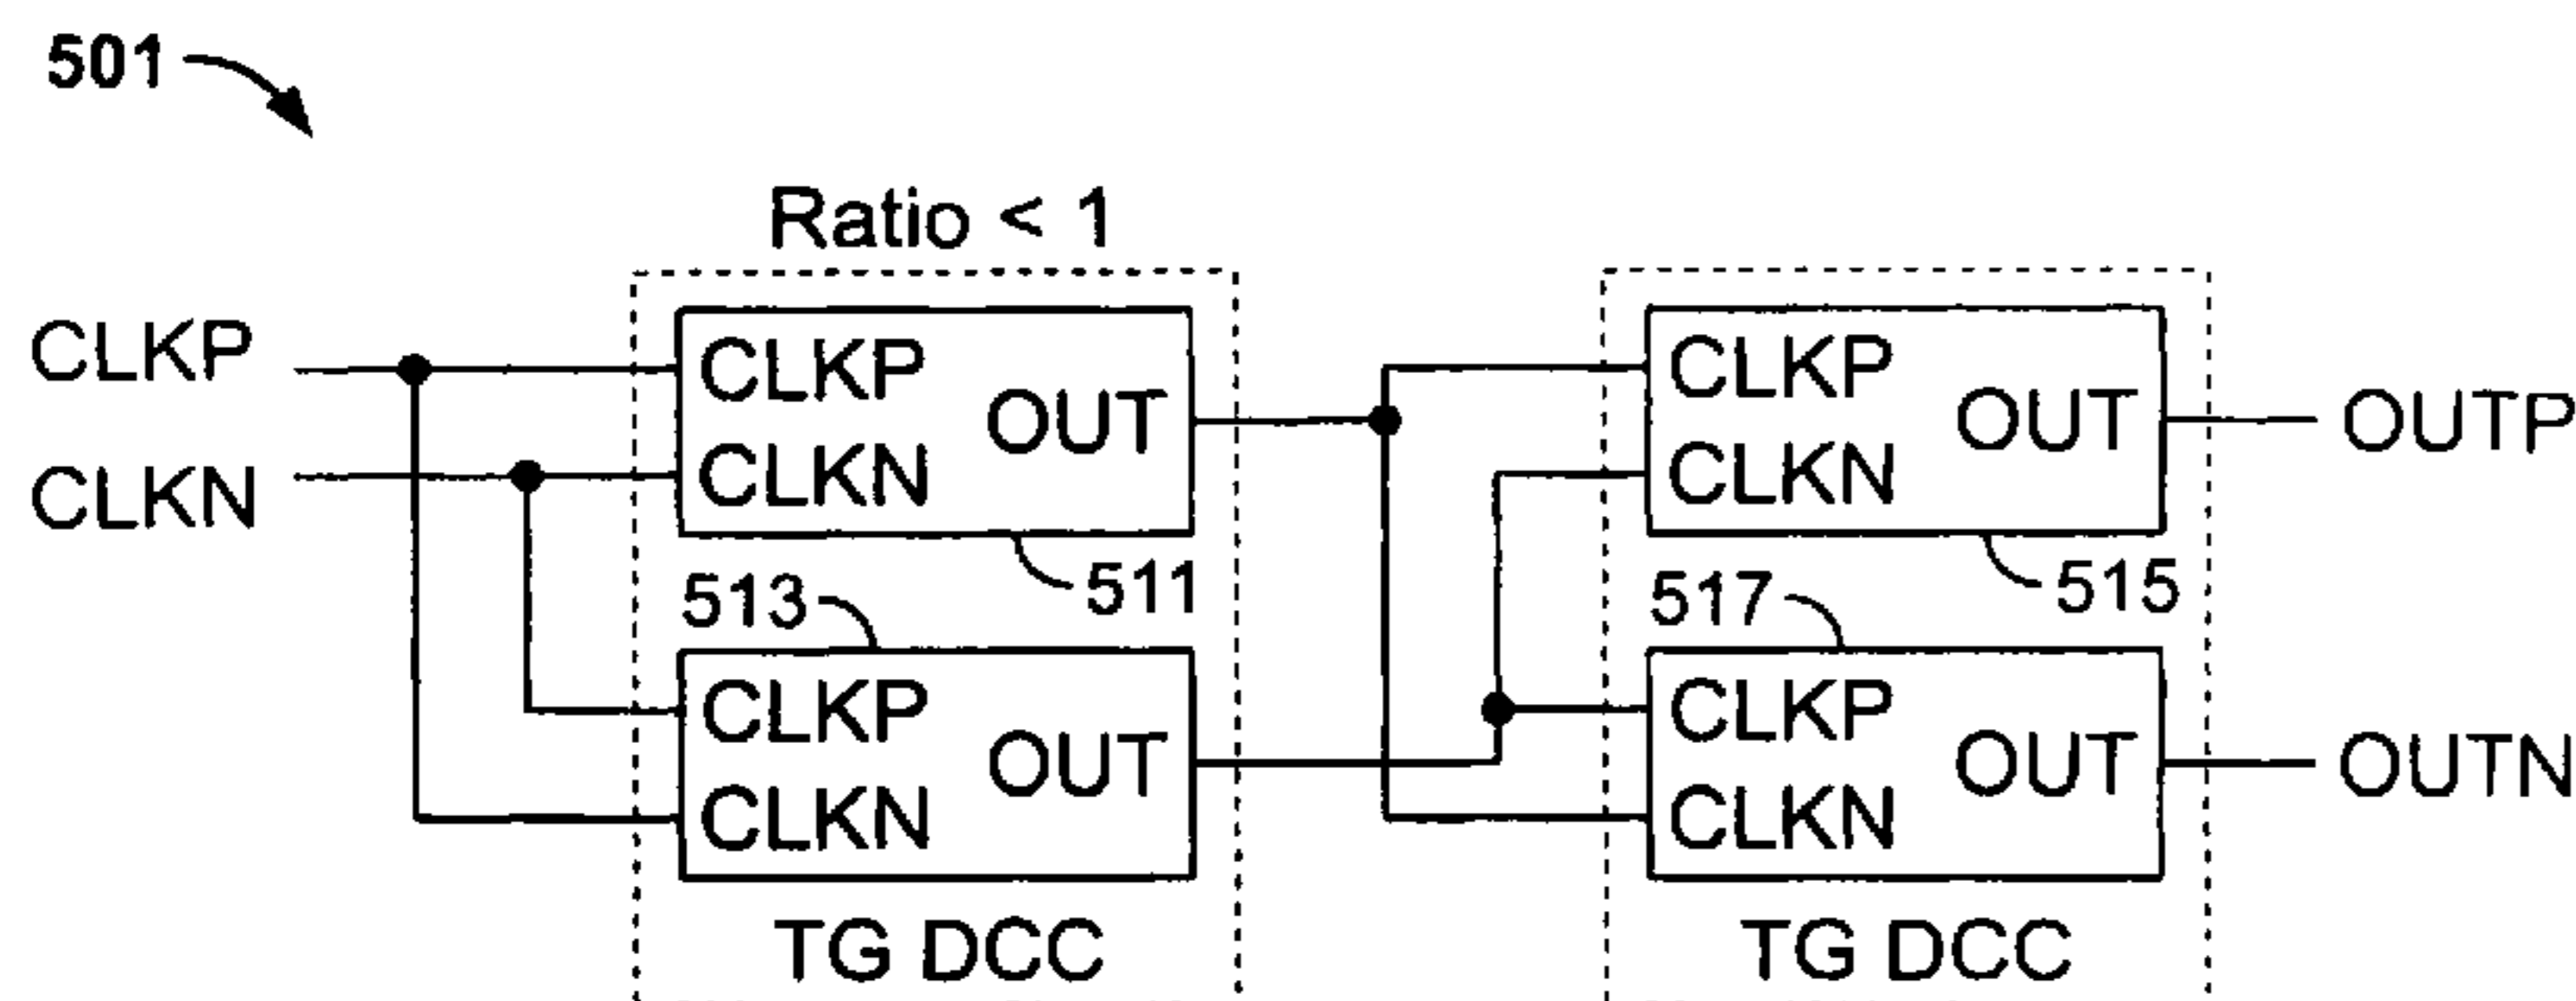 501
Ratio < 1
CLKP
CLKN
CLKP
CLKN
OUT
511
513
CLKP
CLKN
OUT
TG DCC
CLKP
CLKN
OUT
515
517
CLKP
CLKN
OUT
TG DCC
OUTP
OUTN